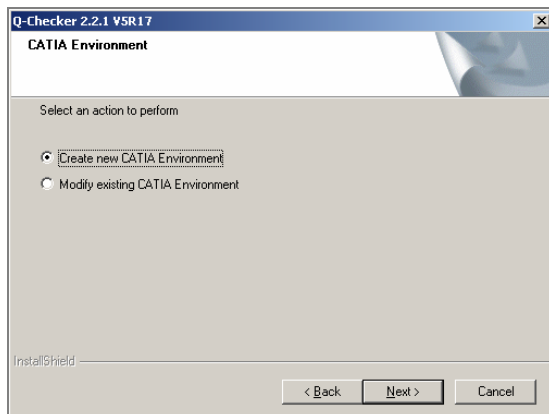 Q-Checker 2.2.1 V5R17
CATIA Environment
Select an action to perform
Create new CATIA Environment
Modify existing CATIA Environment
InstallShield
< Back
Next >
Cancel